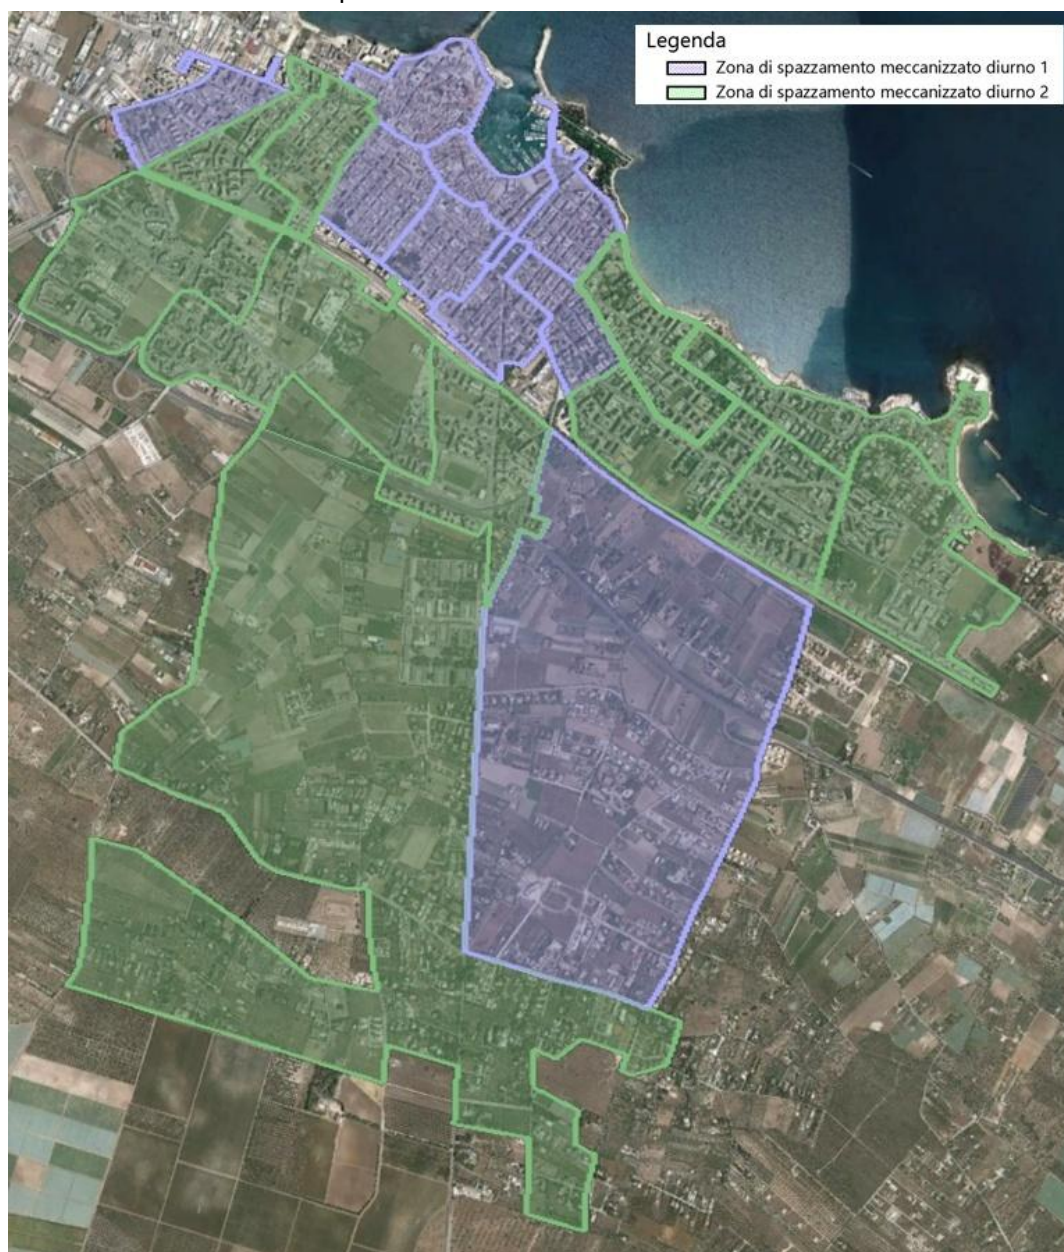 Legenda
Zona di spazzamento meccanizzato diurno 1
Zona di spazzamento meccanizzato diurno 2